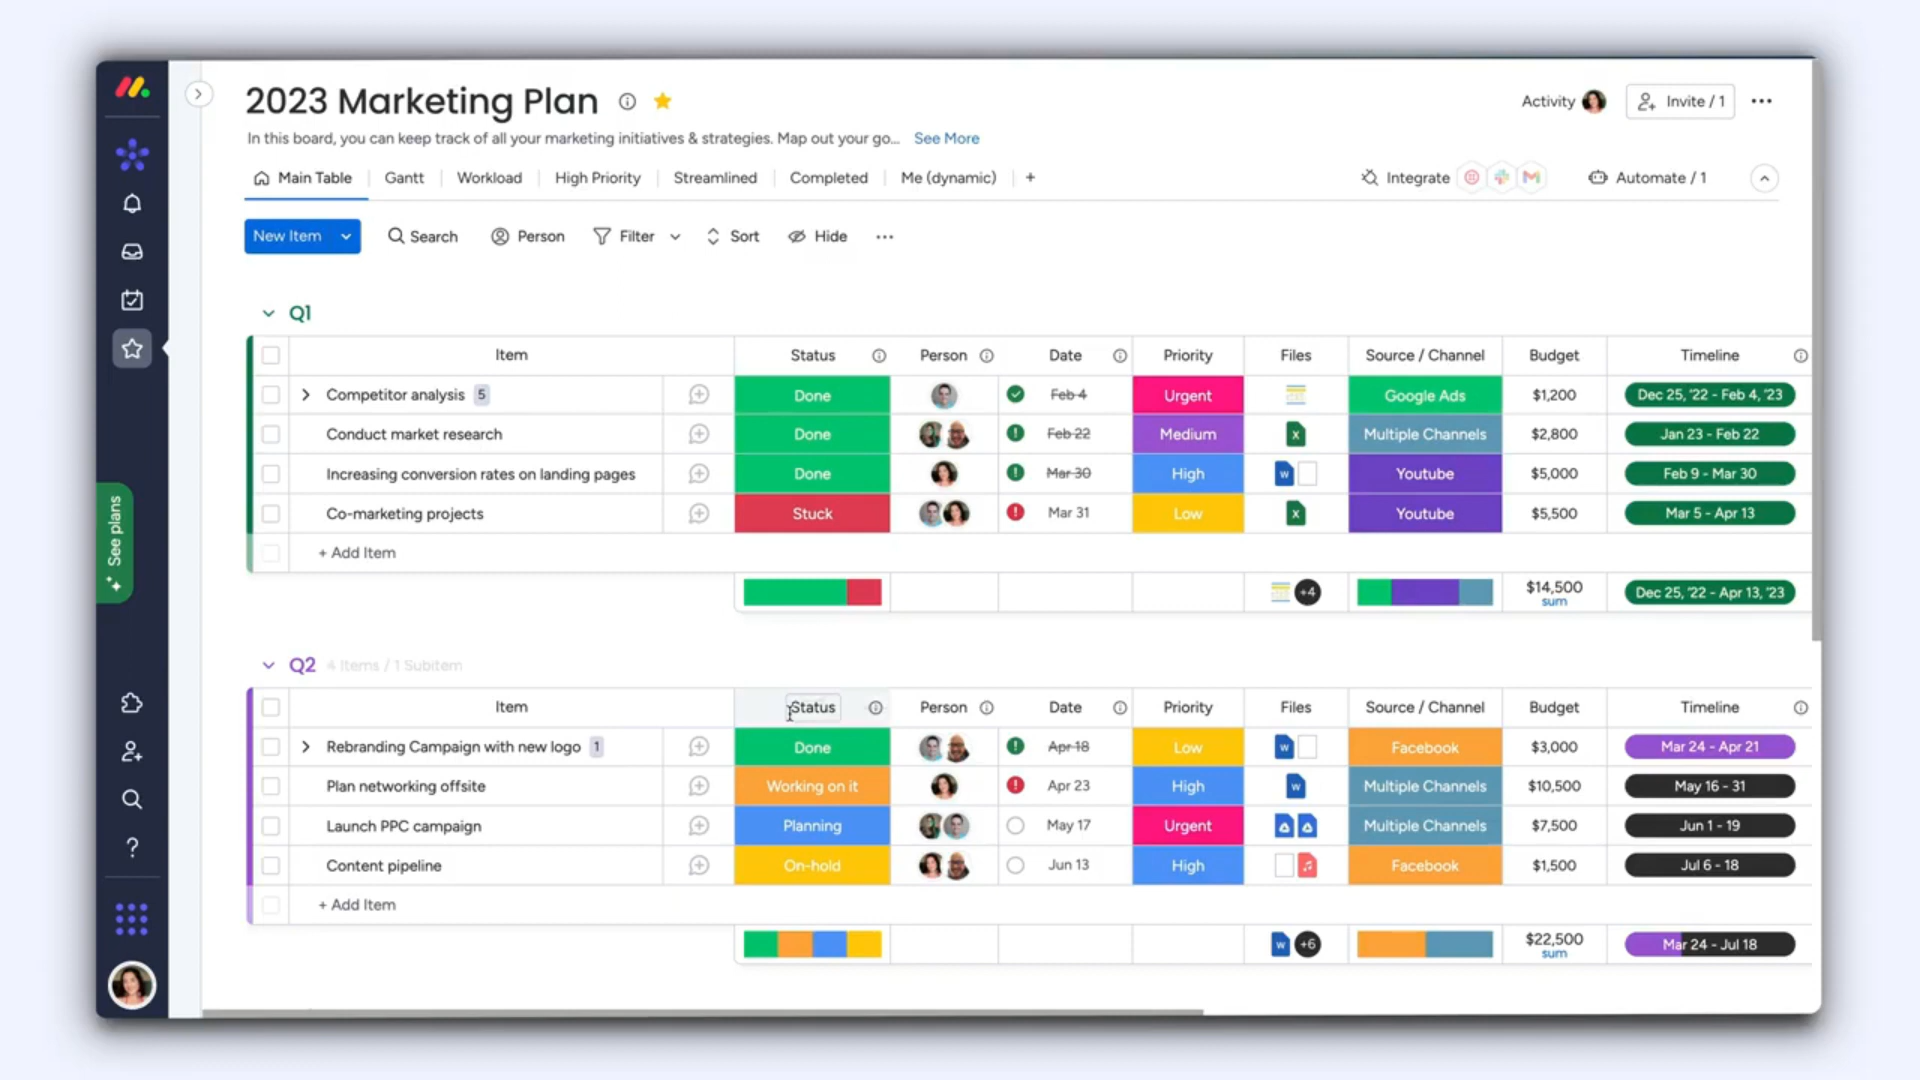 2023 Marketing Plan
Activity
Invite / 1
In this board, you can keep track of all your marketing initiatives & strategies. Map out your go... See More
Main Table Gantt Workload High Priority Streamlined Completed Me (dynamic) +
Integrate Automate / 1
New Item Search Person Filter Sort Hide
See plans
Q1
Item Status Person Date Priority Files Source / Channel Budget Timeline
Competitor analysis 5 Done Feb 4 Urgent Google Ads $1,200 Dec 25, '22 - Feb 4, '23
Conduct market research Done Feb 22 Medium X Multiple Channels $2,800 Jan 23 - Feb 22
Increasing conversion rates on landing pages Done Mar 30 High W Youtube $5,000 Feb 9 - Mar 30
Co-marketing projects Stuck Mar 31 Low X Youtube $5,500 Mar 5 - Apr 13
+ Add Item
+4 $14,500 Dec 25, '22 - Apr 13, '23
sum
Q2 4 Items / 1 Subitem
Item Status Person Date Priority Files Source / Channel Budget Timeline
Rebranding Campaign with new logo 1 Done Apr 18 Low W Facebook $3,000 Mar 24 - Apr 21
Plan networking offsite Working on it Apr 23 High W Multiple Channels $10,500 May 16 - 31
Launch PPC campaign Planning May 17 Urgent Multiple Channels $7,500 Jun 1 - 19
Content pipeline On-hold Jun 13 High Facebook $1,500 Jul 6 - 18
+ Add Item
W +6 $22,500 Mar 24 - Jul 18
sum